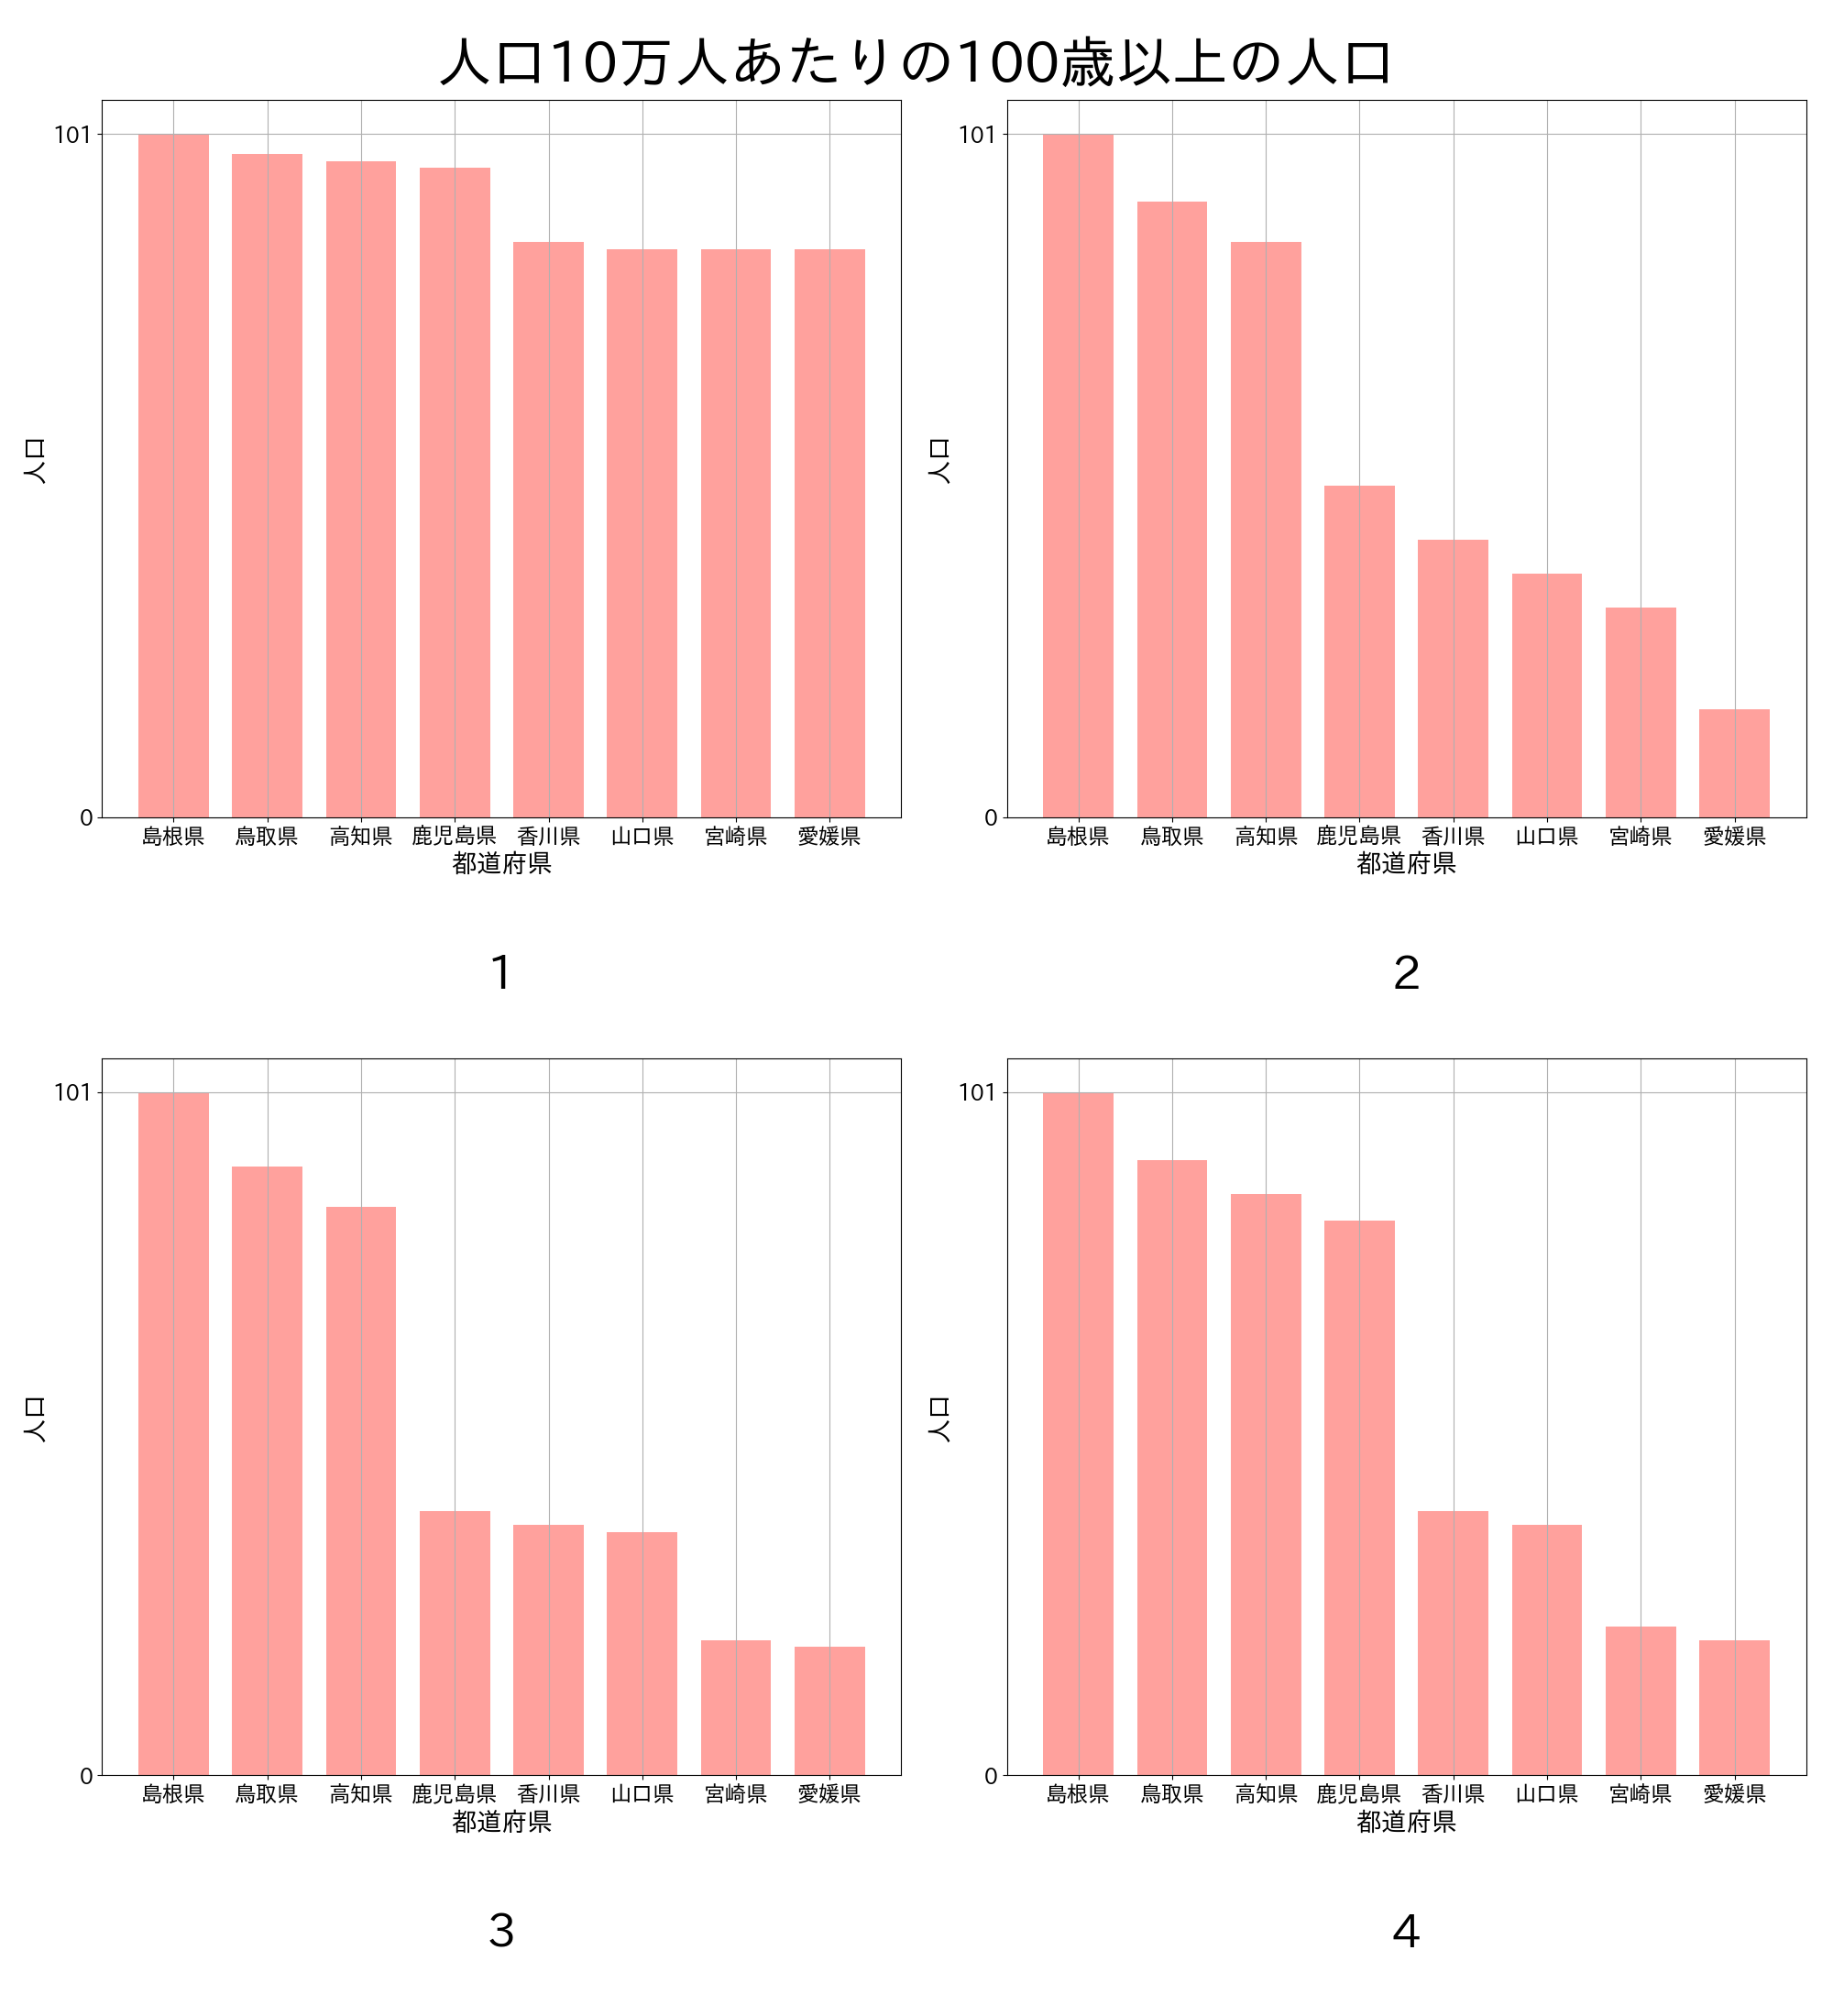 人口10万人あたりの100歳以上の人口
101
0
人口
島根県 鳥取県 高知県 鹿児島県 香川県 山口県 宮崎県 愛媛県
都道府県
1
101
0
人口
島根県 鳥取県 高知県 鹿児島県 香川県 山口県 宮崎県 愛媛県
都道府県
2
101
0
人口
島根県 鳥取県 高知県 鹿児島県 香川県 山口県 宮崎県 愛媛県
都道府県
3
101
0
人口
島根県 鳥取県 高知県 鹿児島県 香川県 山口県 宮崎県 愛媛県
都道府県
4